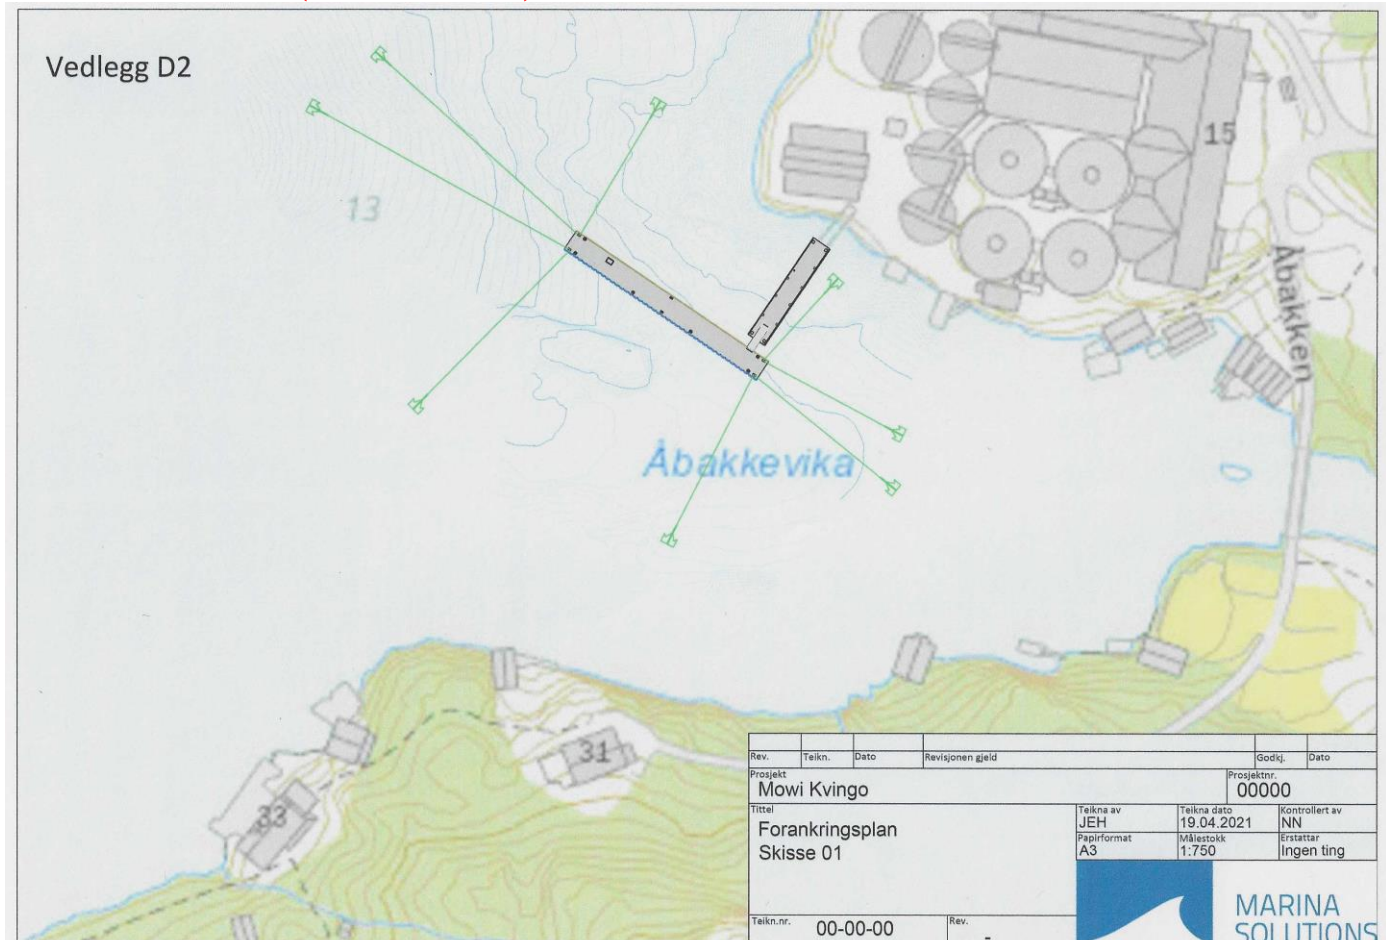 Vedlegg D2
15
13
Åbakken
Åbakkevika
31
33
Rev. Teikn. Dato Revisjonen gjeld Godkj. Dato
Prosjekt Prosjektnr.
Mowi Kvingo 00000
Tittel Teikna av Teikna dato Kontrollert av
Forankringsplan JEH 19.04.2021 NN
Skisse 01 Papirformat Målestokk Erstattar
A3 1:750 Ingen ting
Teikn.nr. Rev.
00-00-00 -
MARINA
SOLUTIONS